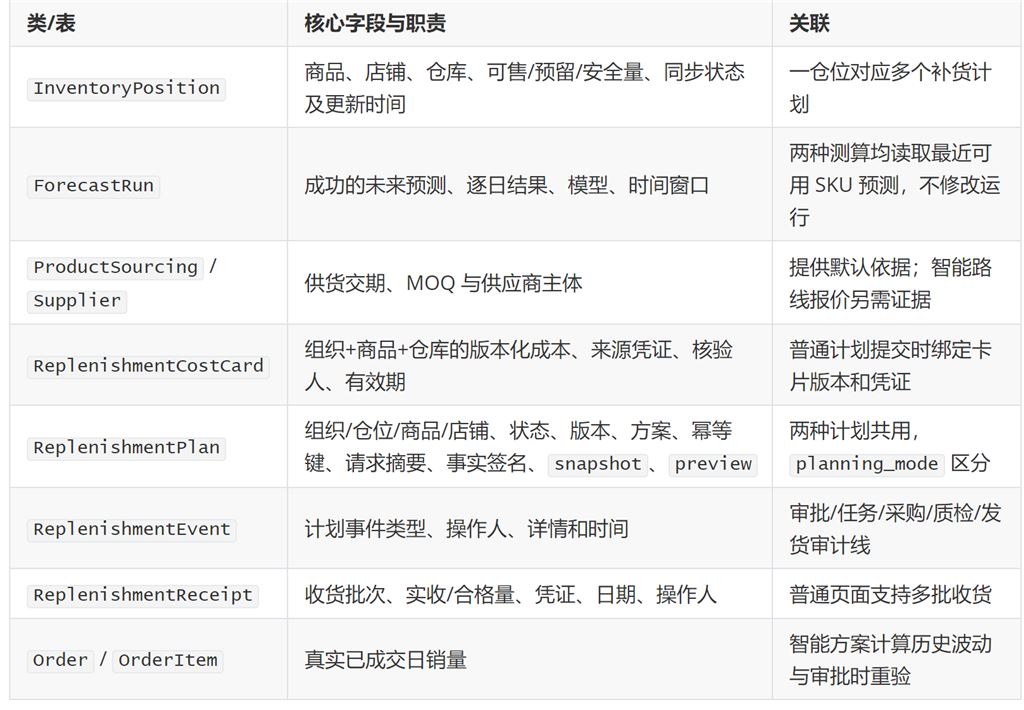 类/表 核心字段与职责 关联
InventoryPosition 商品、店铺、仓库、可售/预留/安全量、同步状态
及更新时间 一仓位对应多个补货计
划
ForecastRun 成功的未来预测、逐日结果、模型、时间窗口 两种测算均读取最近可
用 SKU 预测，不修改运
行
ProductSourcing /
Supplier 供货交期、MOQ 与供应商主体 提供默认依据；智能路
线报价另需证据
ReplenishmentCostCard 组织+商品+仓库的版本化成本、来源凭证、核验
人、有效期 普通计划提交时绑定卡
片版本和凭证
ReplenishmentPlan 组织/仓位/商品/店铺、状态、版本、方案、幂等
键、请求摘要、事实签名、 snapshot 、 preview 两种计划共用，
planning_mode 区分
ReplenishmentEvent 计划事件类型、操作人、详情和时间 审批/任务/采购/质检/发
货审计线
ReplenishmentReceipt 收货批次、实收/合格量、凭证、日期、操作人 普通页面支持多批收货
Order / OrderItem 真实已成交日销量 智能方案计算历史波动
与审批时重验